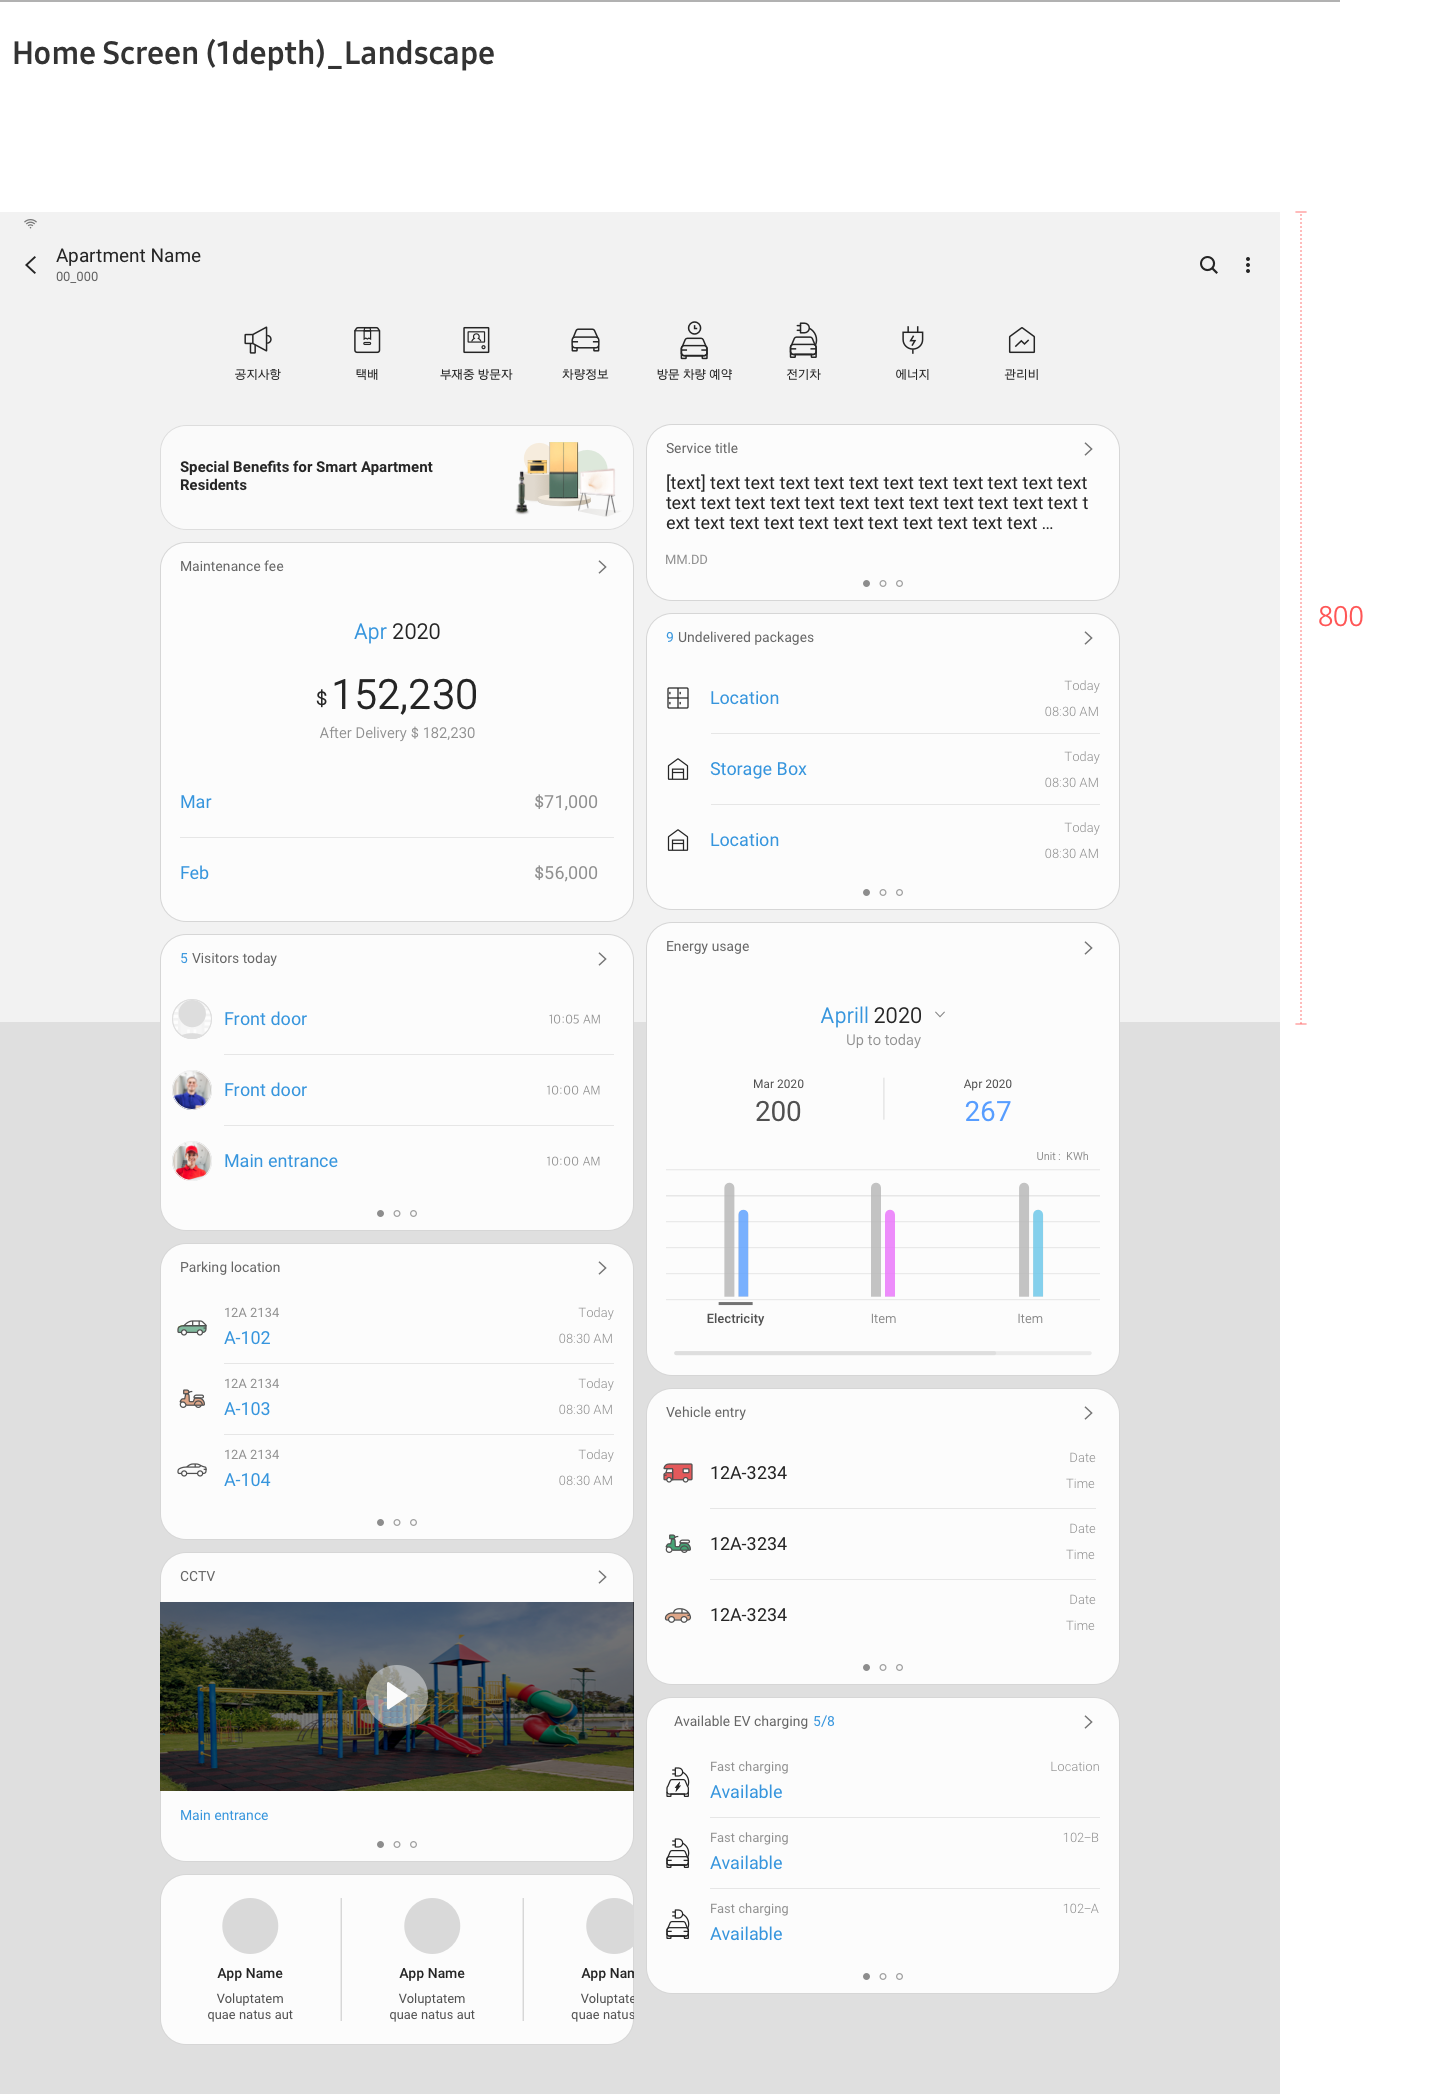 Home Screen (1depth)_Landscape
Apartment Name
00_000
공지사항
택배
부재중 방문자
차량정보
방문 차량 예약
전기차
에너지
관리비
Special Benefits for Smart Apartment
Residents
Maintenance fee
Apr 2020
$152,230
After Delivery $ 182,230
Mar $71,000
Feb $56,000
5 Visitors today
Front door 10:05 AM
Front door 10:00 AM
Main entrance 10:00 AM
Parking location
12A 2134 Today
A-102 08:30 AM
12A 2134 Today
A-103 08:30 AM
12A 2134 Today
A-104 08:30 AM
CCTV
Main entrance
App Name
Voluptatem
quae natus aut
App Name
Voluptatem
quae natus aut
App Nam
Voluptate
quae natus
Service title
[text] text text text text text text text text text text text
text text text text text text text text text text text text t
ext text text text text text text text text text text ...
MM.DD
9 Undelivered packages
Location Today
08:30 AM
Storage Box Today
08:30 AM
Location Today
08:30 AM
Energy usage
Aprill 2020
Up to today
Mar 2020
200
Apr 2020
267
Unit : KWh
Electricity
Item
Item
Vehicle entry
12A-3234 Date
Time
12A-3234 Date
Time
12A-3234 Date
Time
Available EV charging 5/8
Fast charging Location
Available
Fast charging 102-B
Available
Fast charging 102-A
Available
800